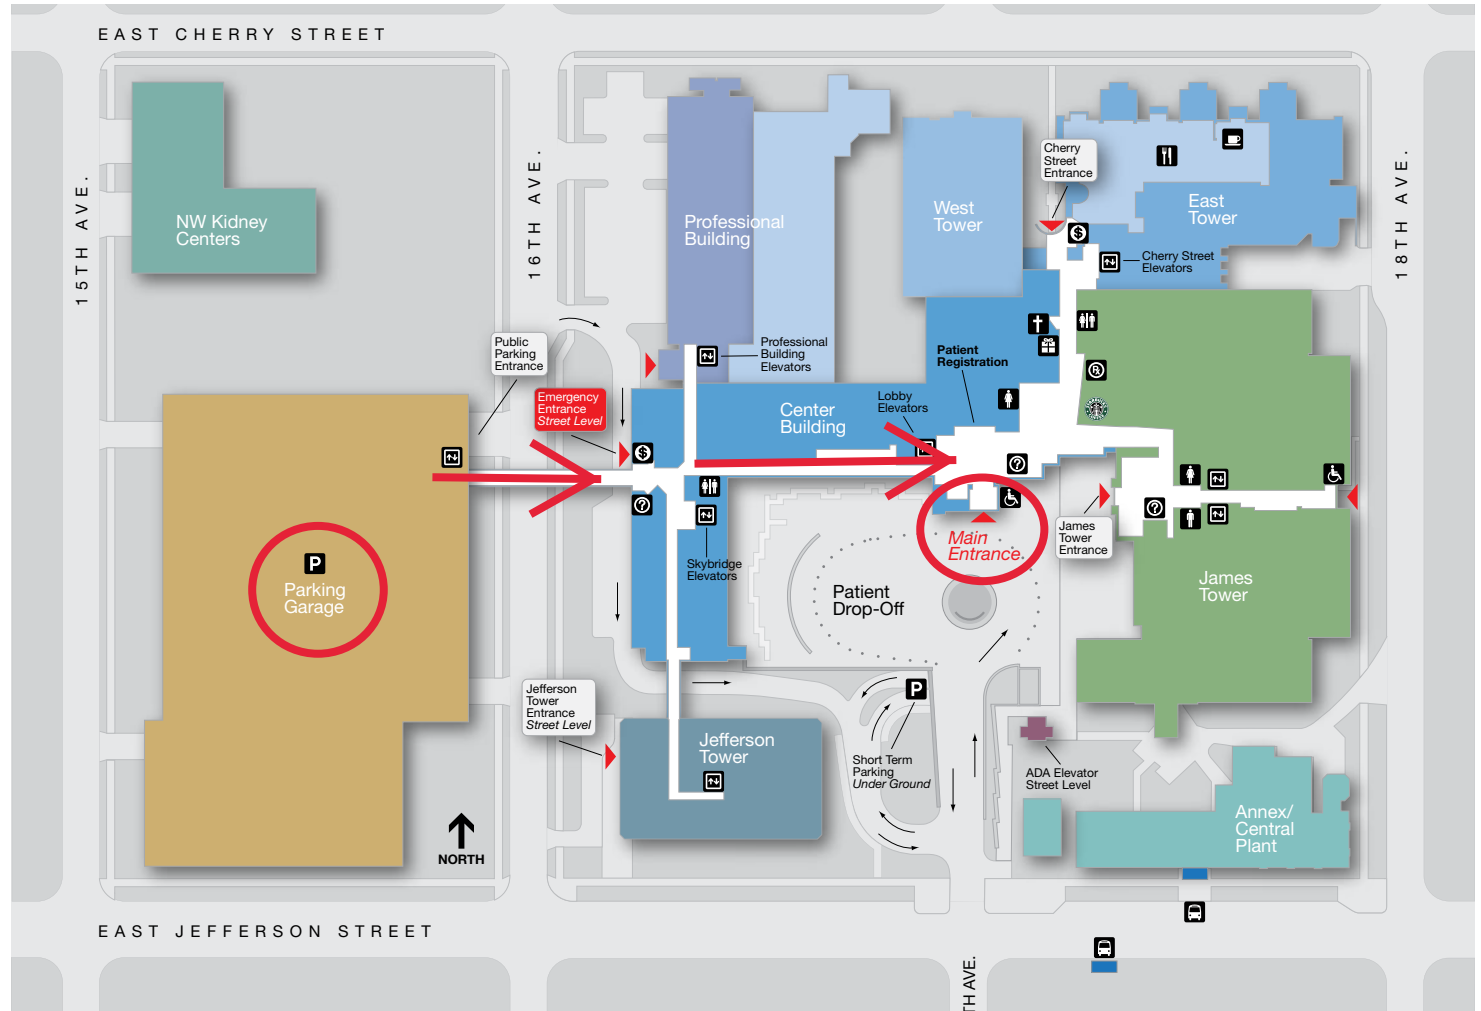 EAST CHERRY STREET
15TH AVE.
16TH AVE.
18TH AVE.
NW Kidney
Centers
Professional
Building
West
Tower
Cherry
Street
Entrance
East
Tower
$
Cherry Street
Elevators
Public
Parking
Entrance
Professional
Building
Elevators
Patient
Registration
Emergency
Entrance
Street Level
Center
Building
Lobby
Elevators
$
?
?
?
Main
Entrance
James
Tower
Entrance
Skybridge
Elevators
P
Parking
Garage
Patient
Drop-Off
James
Tower
Jefferson
Tower
Entrance
Street Level
P
Jefferson
Tower
Short Term
Parking
Under Ground
ADA Elevator
Street Level
Annex/
Central
Plant
NORTH
EAST JEFFERSON STREET
TH AVE.